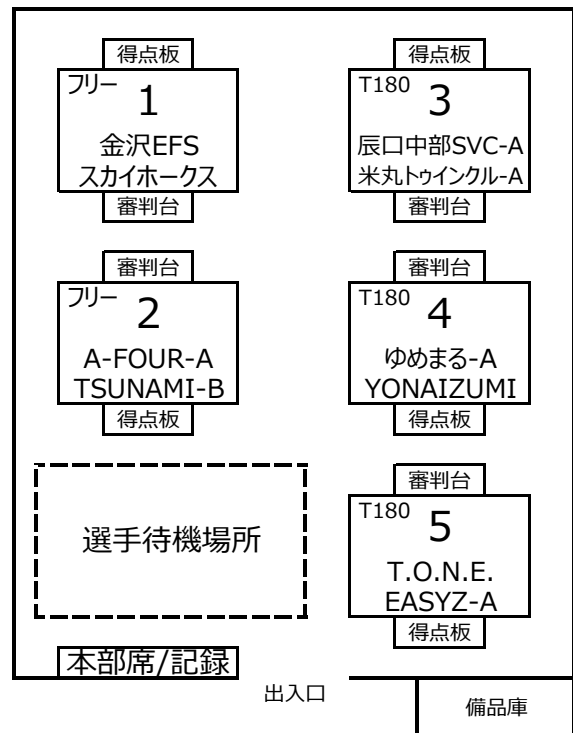 得点板
フリー
1
金沢EFS
スカイホークス
審判台
得点板
T180
3
辰口中部SVC-A
米丸トゥインクル-A
審判台
審判台
フリー
2
A-FOUR-A
TSUNAMI-B
得点板
審判台
T180
4
ゆめまる-A
YONAIZUMI
得点板
選手待機場所
審判台
T180
5
T.O.N.E.
EASYZ-A
得点板
本部席/記録
出入口
備品庫